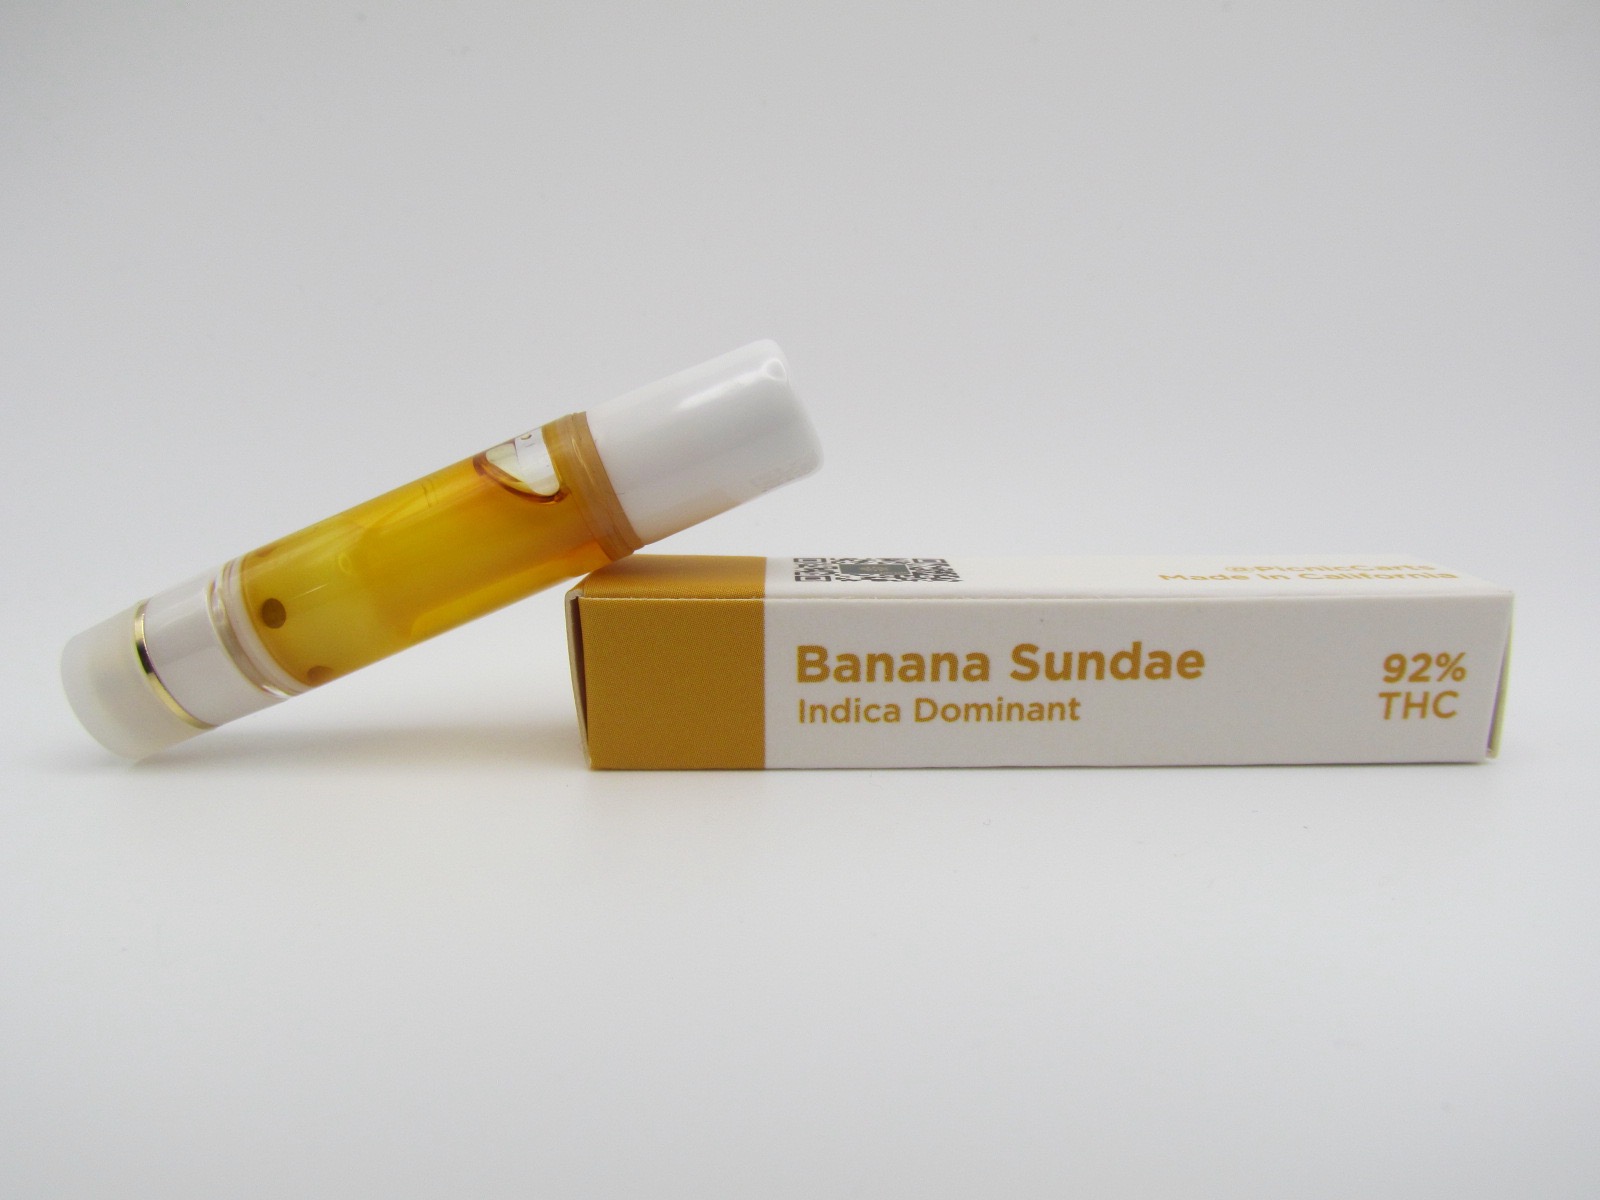 @PicnicCarts
Made in California
Banana Sundae
Indica Dominant
92%
THC